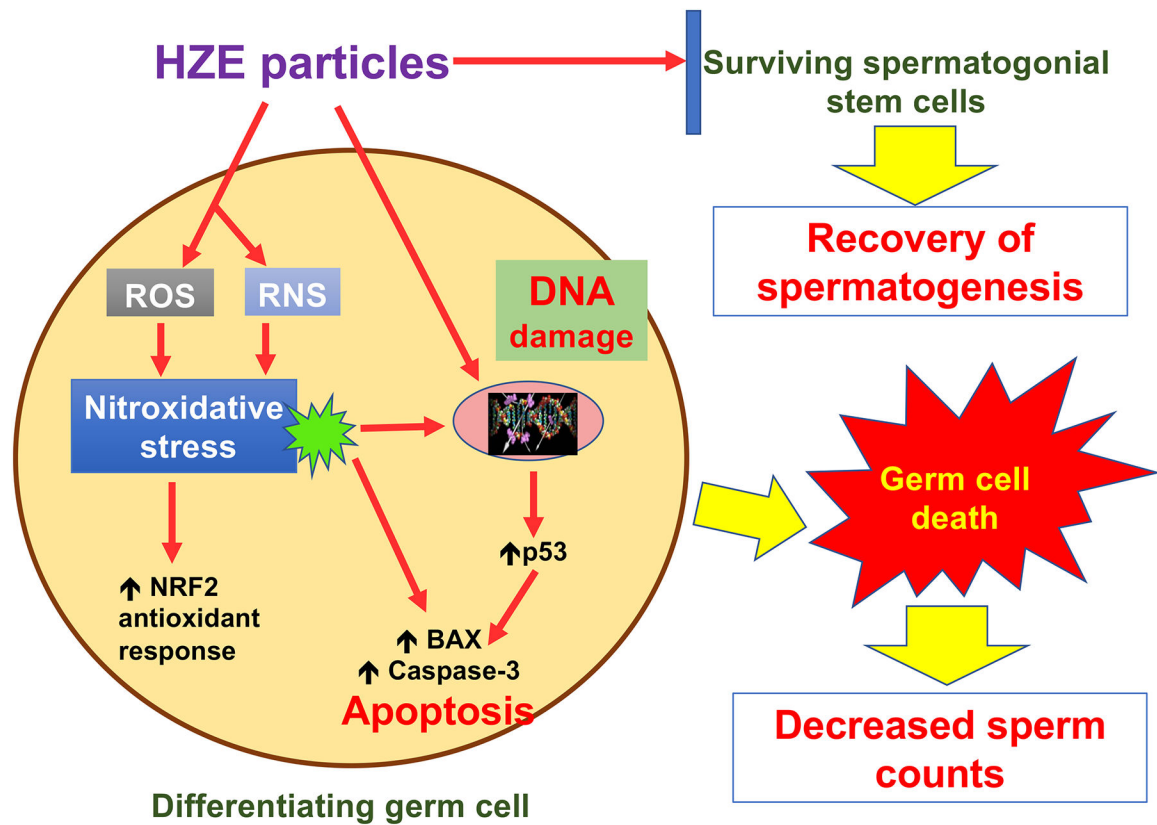 HZE particles
Surviving spermatogonial
stem cells
Recovery of
spermatogenesis
ROS
RNS
DNA
damage
Nitroxidative
stress
Germ cell
death
🡹p53
🡹 NRF2
antioxidant
response
🡹 BAX
🡹 Caspase-3
Apoptosis
Decreased sperm
counts
Differentiating germ cell